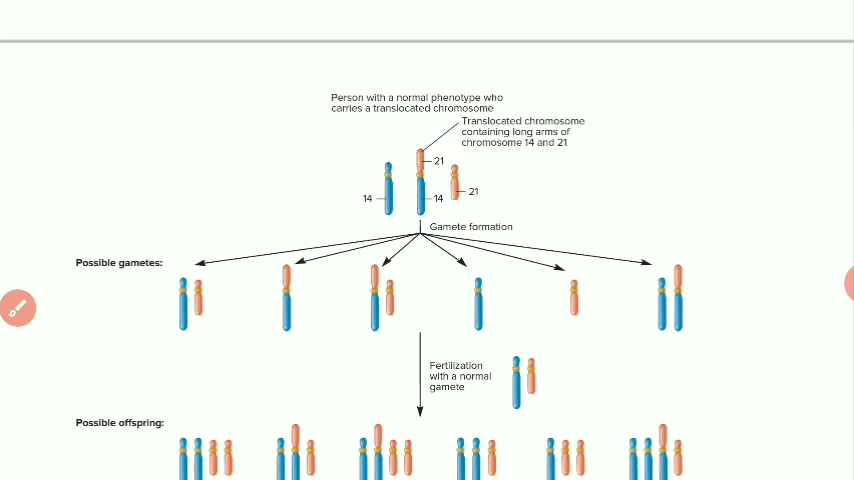 Person with a normal phenotype who
carries a translocated chromosome
Translocated chromosome
containing long arms of
chromosome 14 and 21
21
14
14
21
Gamete formation
Possible gametes:
Fertilization
with a normal
gamete
Possible offspring: